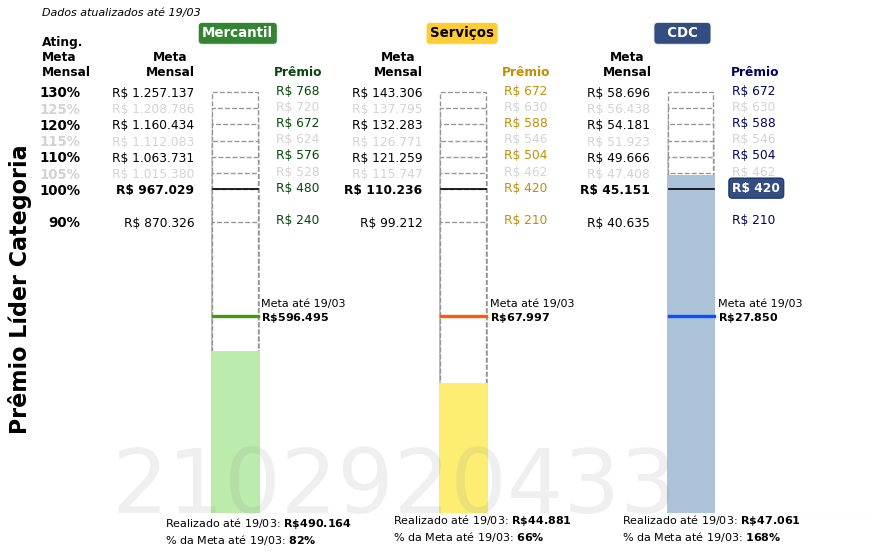 Dados atualizados até 19/03
Mercantil Serviços CDC
Ating.
Meta Meta Meta Meta
Mensal Mensal Prêmio Mensal Prêmio Mensal Prêmio
130% R$ 1.257.137 R$ 768 R$ 143.306 R$ 672 R$ 58.696 R$ 672
125% R$ 1.208.786 R$ 720 R$ 137.795 R$ 630 R$ 56.438 R$ 630
120% R$ 1.160.434 R$ 672 R$ 132.283 R$ 588 R$ 54.181 R$ 588
115% R$ 1.112.083 R$ 624 R$ 126.771 R$ 546 R$ 51.923 R$ 546
110% R$ 1.063.731 R$ 576 R$ 121.259 R$ 504 R$ 49.666 R$ 504
105% R$ 1.015.380 R$ 528 R$ 115.747 R$ 462 R$ 47.408 R$ 462
100% R$ 967.029 R$ 480 R$ 110.236 R$ 420 R$ 45.151 R$ 420
90% R$ 870.326 R$ 240 R$ 99.212 R$ 210 R$ 40.635 R$ 210
Prêmio Líder Categoria
Meta até 19/03 Meta até 19/03 Meta até 19/03
R$596.495 R$67.997 R$27.850
2102920433
Realizado até 19/03: R$490.164 Realizado até 19/03: R$44.881 Realizado até 19/03: R$47.061
% da Meta até 19/03: 82% % da Meta até 19/03: 66% % da Meta até 19/03: 168%